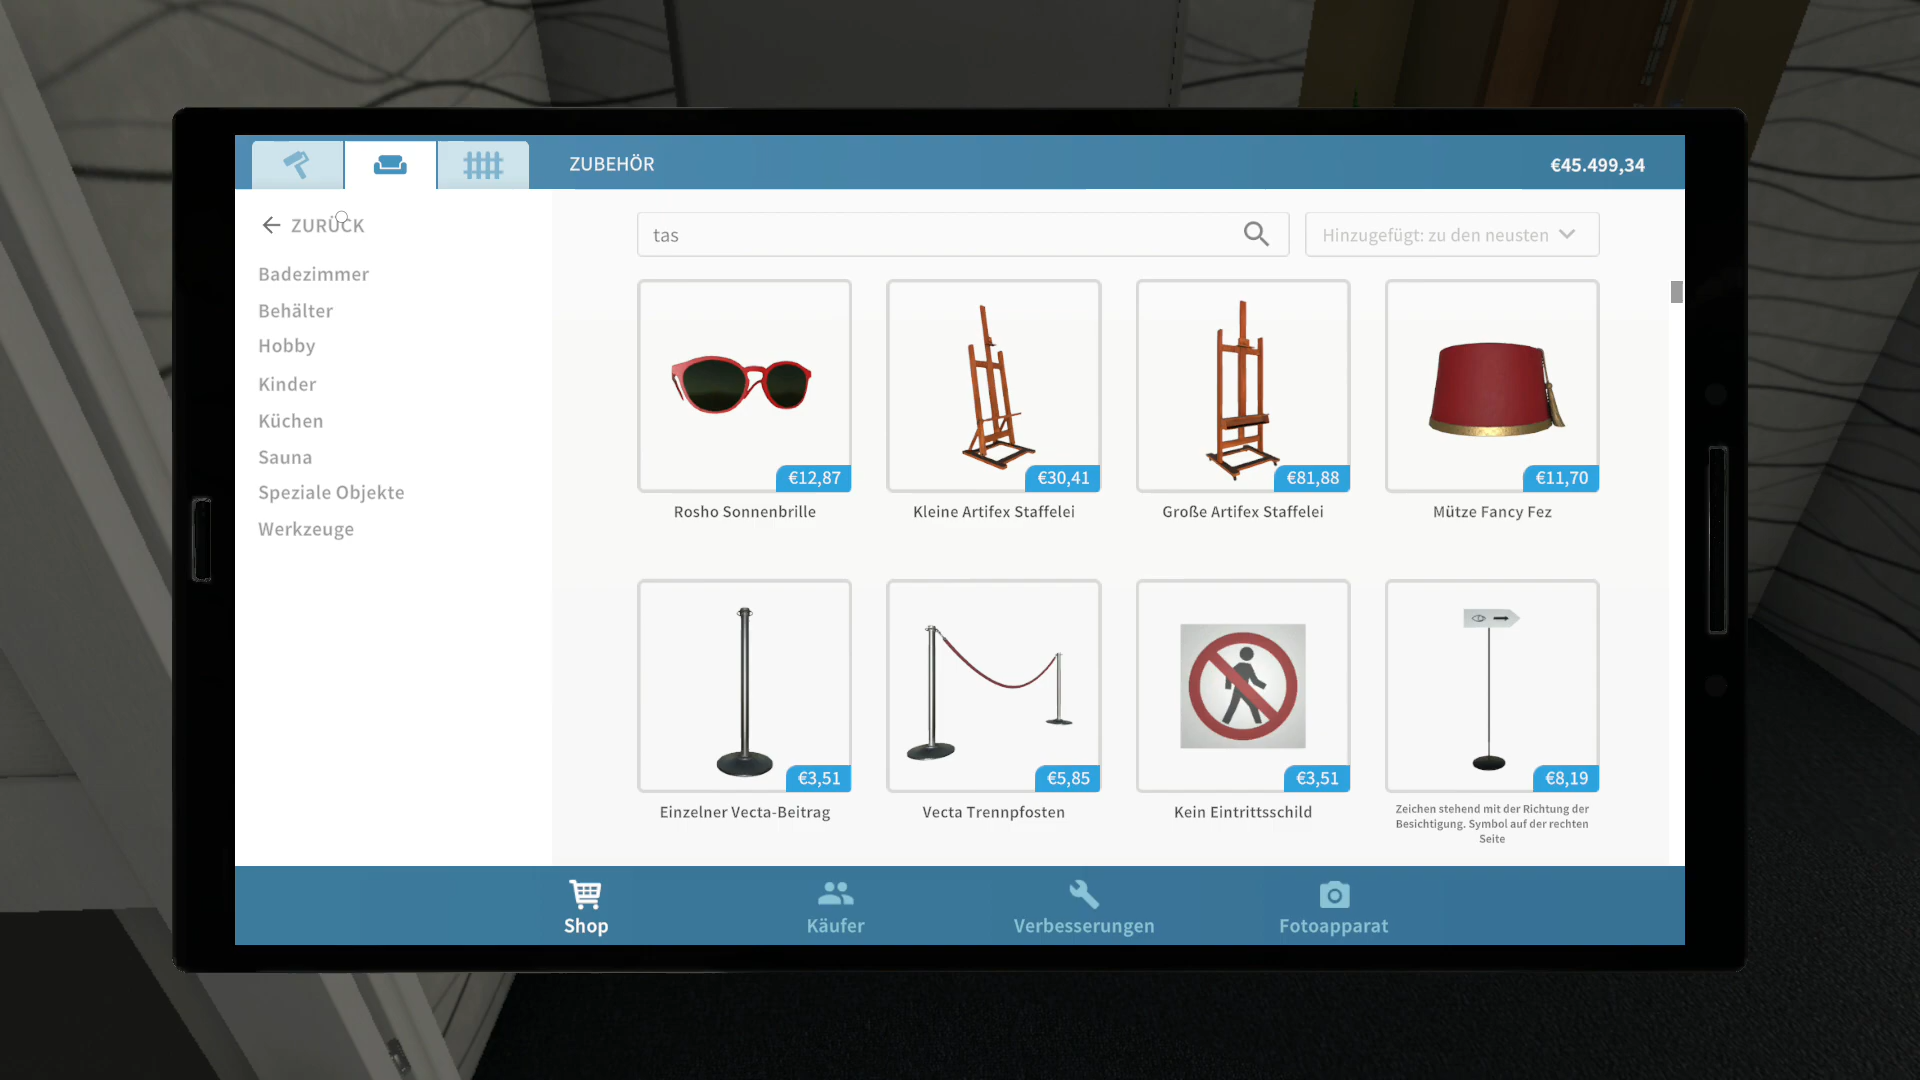 ZUBEHÖR
€45.499,34
ZURÜCK
tas
Hinzugefügt: zu den neusten
Badezimmer
Behälter
Hobby
Kinder
Küchen
Sauna
Speziale Objekte
Werkzeuge
€12,87
€30,41
€81,88
€11,70
Rosho Sonnenbrille
Kleine Artifex Staffelei
Große Artifex Staffelei
Mütze Fancy Fez
€3,51
€5,85
€3,51
€8,19
Einzelner Vecta-Beitrag
Vecta Trennpfosten
Kein Eintrittsschild
Zeichen stehend mit der Richtung der
Besichtigung. Symbol auf der rechten
Seite
Shop
Käufer
Verbesserungen
Fotoapparat